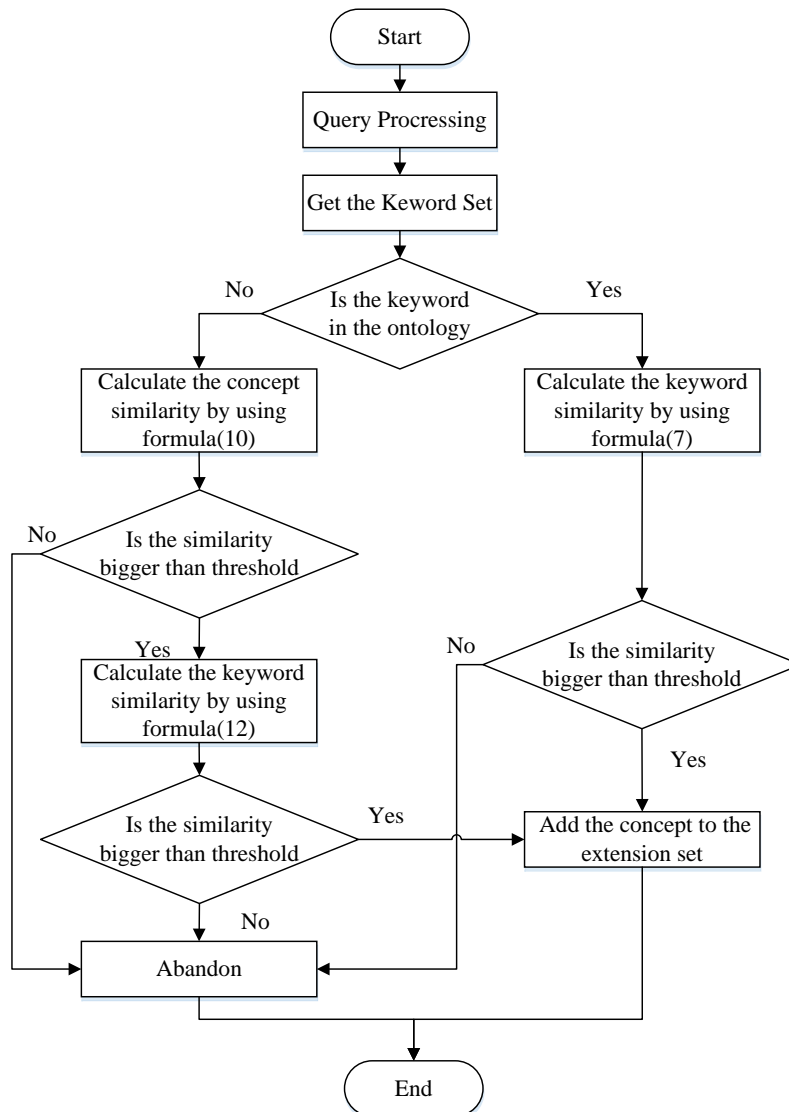 Start
Query Procressing
Get the Keword Set
No
Is the keyword
in the ontology
Yes
Calculate the concept
similarity by using
formula(10)
Calculate the keyword
similarity by using
formula(7)
No
Is the similarity
bigger than threshold
Yes
Calculate the keyword
similarity by using
formula(12)
No
Is the similarity
bigger than threshold
Yes
Is the similarity
bigger than threshold
Yes
Add the concept to the
extension set
No
Abandon
End